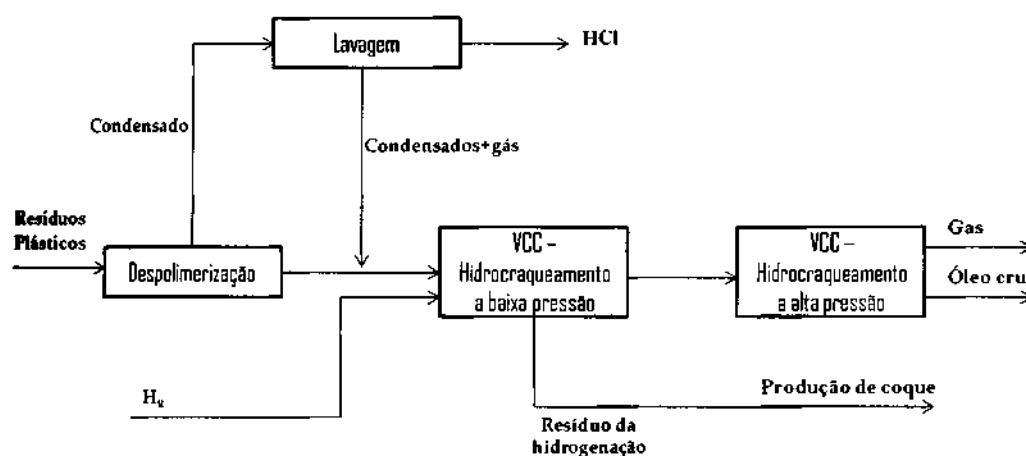 Lavagem
HCl
Condensado
Condensados+gás
Resíduos
Plásticos
Despolimerização
VCC –
Hidrocraqueamento
a baixa pressão
VCC –
Hidrocraqueamento
a alta pressão
Gas
Óleo cru
H₂
Produção de coque
Resíduo da
hidrogenação